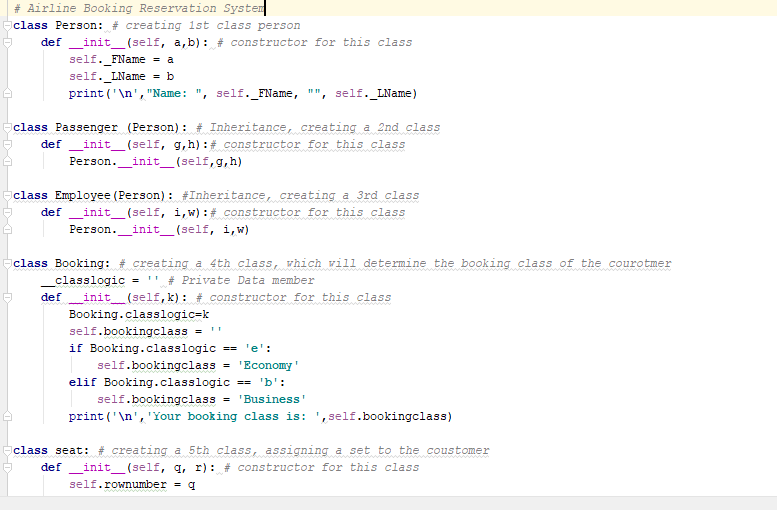 # Airline Booking Reservation System
class Person: # creating 1st class person
def __init__(self, a,b): # constructor for this class
self._FName = a
self._LName = b
print('\n',"Name: ", self._FName, "", self._LName)
class Passenger (Person): # Inheritance, creating a 2nd class
def __init__(self, g,h):# constructor for this class
Person.__init__(self,g,h)
class Employee(Person): #Inheritance, creating a 3rd class
def __init__(self, i,w):# constructor for this class
Person.__init__(self, i,w)
class Booking: # creating a 4th class, which will determine the booking class of the courotmer
__classlogic = '' # Private Data member
def __init__(self,k): # constructor for this class
Booking.classlogic=k
self.bookingclass = ''
if Booking.classlogic == 'e':
self.bookingclass = 'Economy'
elif Booking.classlogic == 'b':
self.bookingclass = 'Business'
print('\n','Your booking class is: ',self.bookingclass)
class seat: # creating a 5th class, assigning a set to the coustomer
def __init__(self, q, r): # constructor for this class
self.rownumber = q